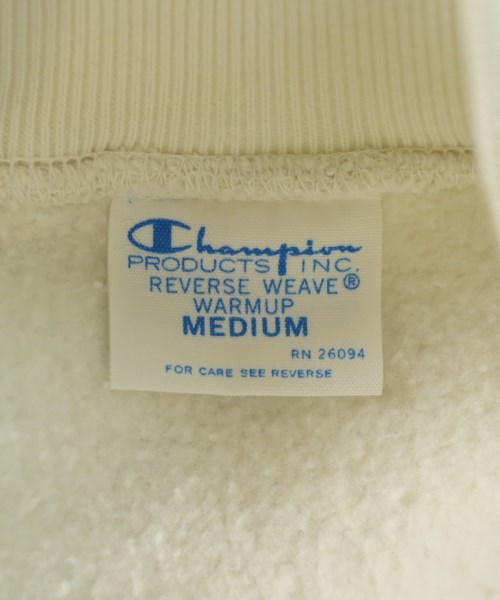 Champion
PRODUCTS INC.
REVERSE WEAVE®
WARMUP
MEDIUM
RN 26094
FOR CARE SEE REVERSE